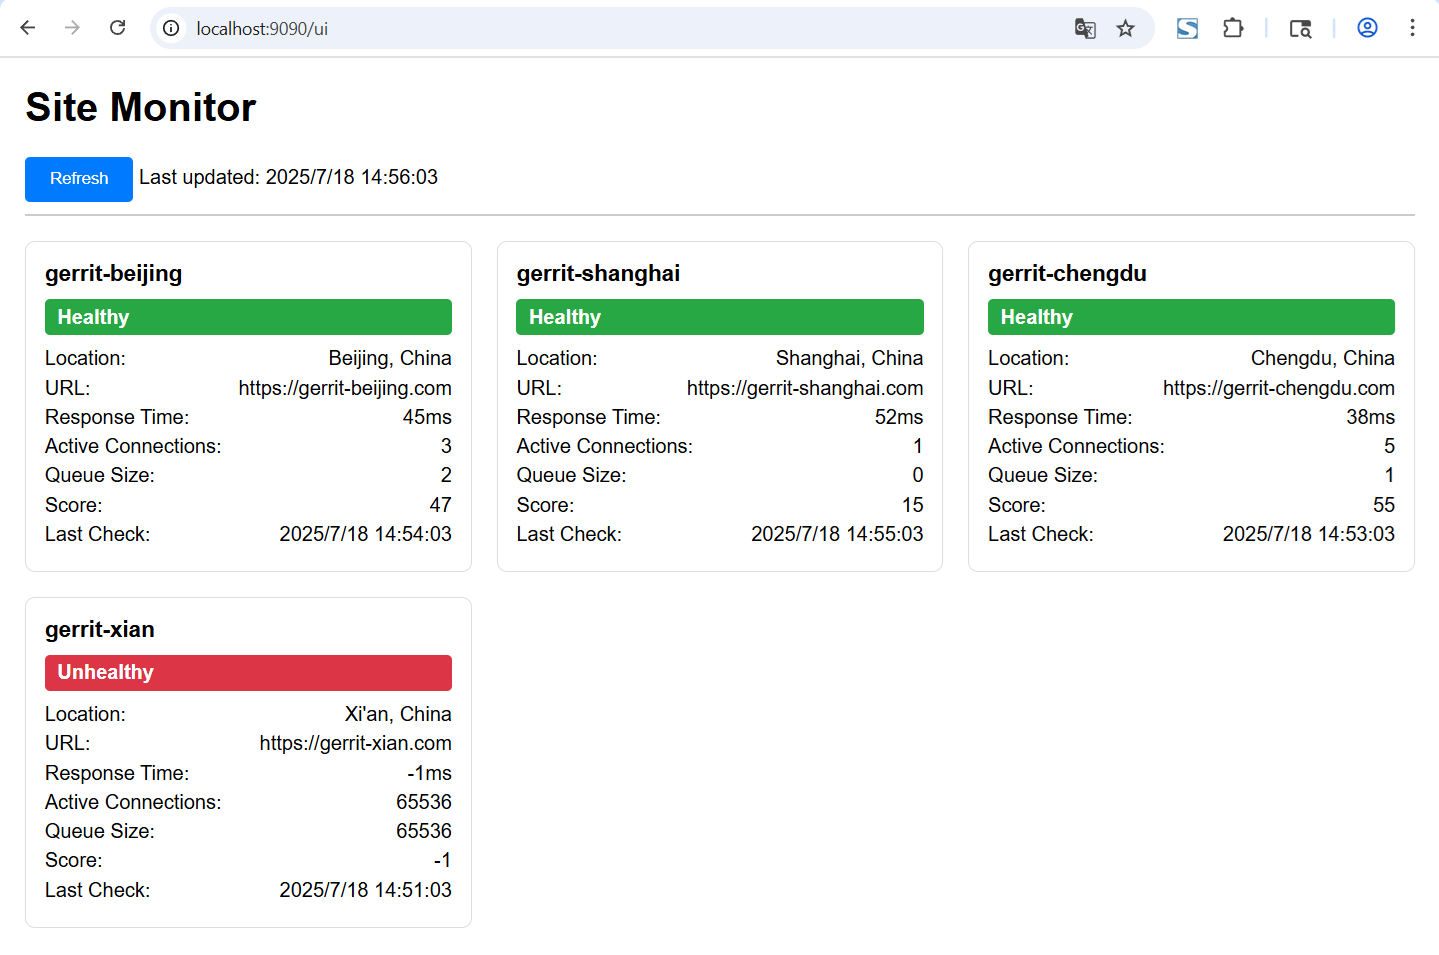 localhost:9090/ui
Site Monitor
Refresh Last updated: 2025/7/18 14:56:03
gerrit-beijing
Healthy
Location: Beijing, China
URL: https://gerrit-beijing.com
Response Time: 45ms
Active Connections: 3
Queue Size: 2
Score: 47
Last Check: 2025/7/18 14:54:03
gerrit-shanghai
Healthy
Location: Shanghai, China
URL: https://gerrit-shanghai.com
Response Time: 52ms
Active Connections: 1
Queue Size: 0
Score: 15
Last Check: 2025/7/18 14:55:03
gerrit-chengdu
Healthy
Location: Chengdu, China
URL: https://gerrit-chengdu.com
Response Time: 38ms
Active Connections: 5
Queue Size: 1
Score: 55
Last Check: 2025/7/18 14:53:03
gerrit-xian
Unhealthy
Location: Xi'an, China
URL: https://gerrit-xian.com
Response Time: -1ms
Active Connections: 65536
Queue Size: 65536
Score: -1
Last Check: 2025/7/18 14:51:03